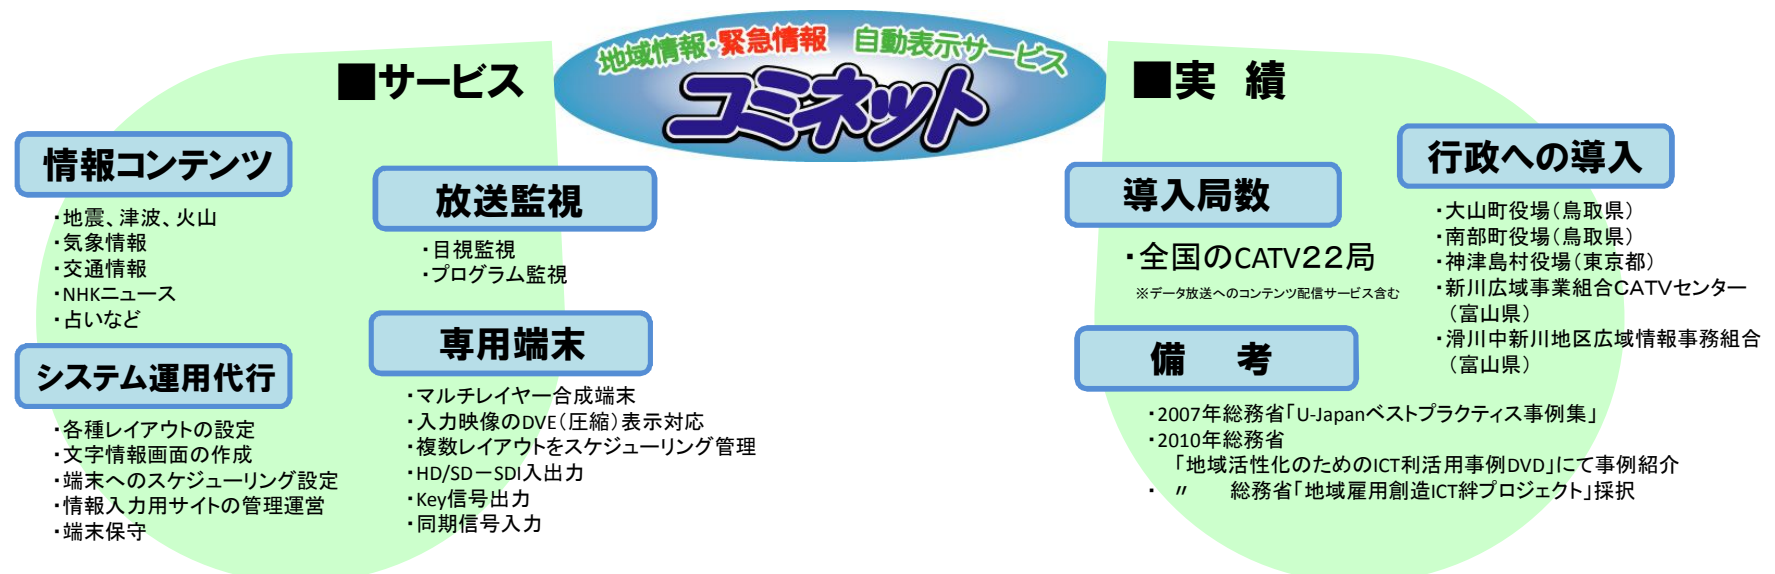 地域情報・緊急情報　自動表示サービス
コミネット
■サービス
情報コンテンツ
・地震、津波、火山
・気象情報
・交通情報
・NHKニュース
・占いなど
システム運用代行
・各種レイアウトの設定
・文字情報画面の作成
・端末へのスケジューリング設定
・情報入力用サイトの管理運営
・端末保守
放送監視
・目視監視
・プログラム監視
専用端末
・マルチレイヤー合成端末
・入力映像のDVE（圧縮）表示対応
・複数レイアウトをスケジューリング管理
・HD/SD－SDI入出力
・Key信号出力
・同期信号入力
■実　績
導入局数
・全国のCATV２２局
※データ放送へのコンテンツ配信サービス含む
行政への導入
・大山町役場（鳥取県）
・南部町役場（鳥取県）
・神津島村役場（東京都）
・新川広域事業組合ＣＡＴＶセンター
（富山県）
・滑川中新川地区広域情報事務組合
（富山県）
備　考
・2007年総務省「U-Japanベストプラクティス事例集」
・2010年総務省
「地域活性化のためのICT利活用事例DVD」にて事例紹介
・　〃　　総務省「地域雇用創造ICT絆プロジェクト」採択